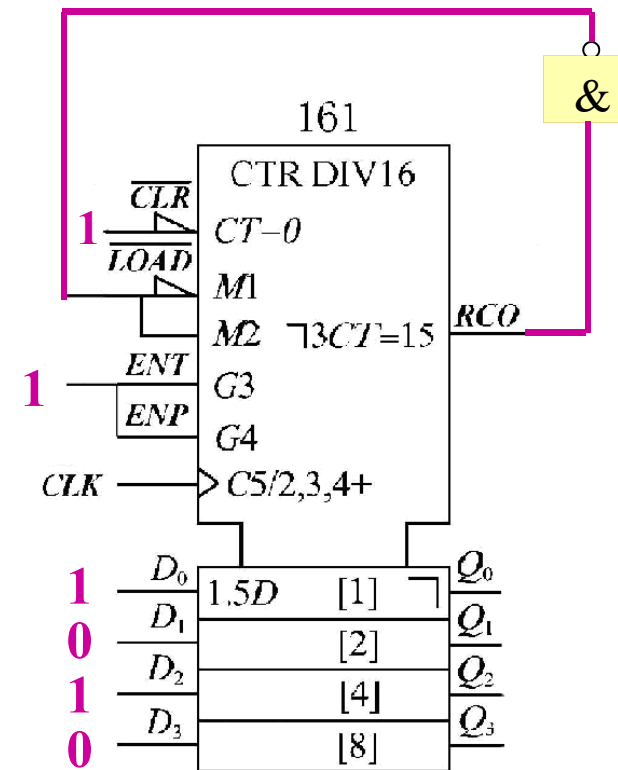 &
161
CTR DIV16
CLR
1
CT−0
LOAD
M1
M2
⅂3CT=15
RCO
ENT
1
G3
ENP
G4
CLK
C5/2,3,4+
1
D₀
1.5D
[1]
Q₀
0
D₁
[2]
Q₁
1
D₂
[4]
Q₂
0
D₃
[8]
Q₃